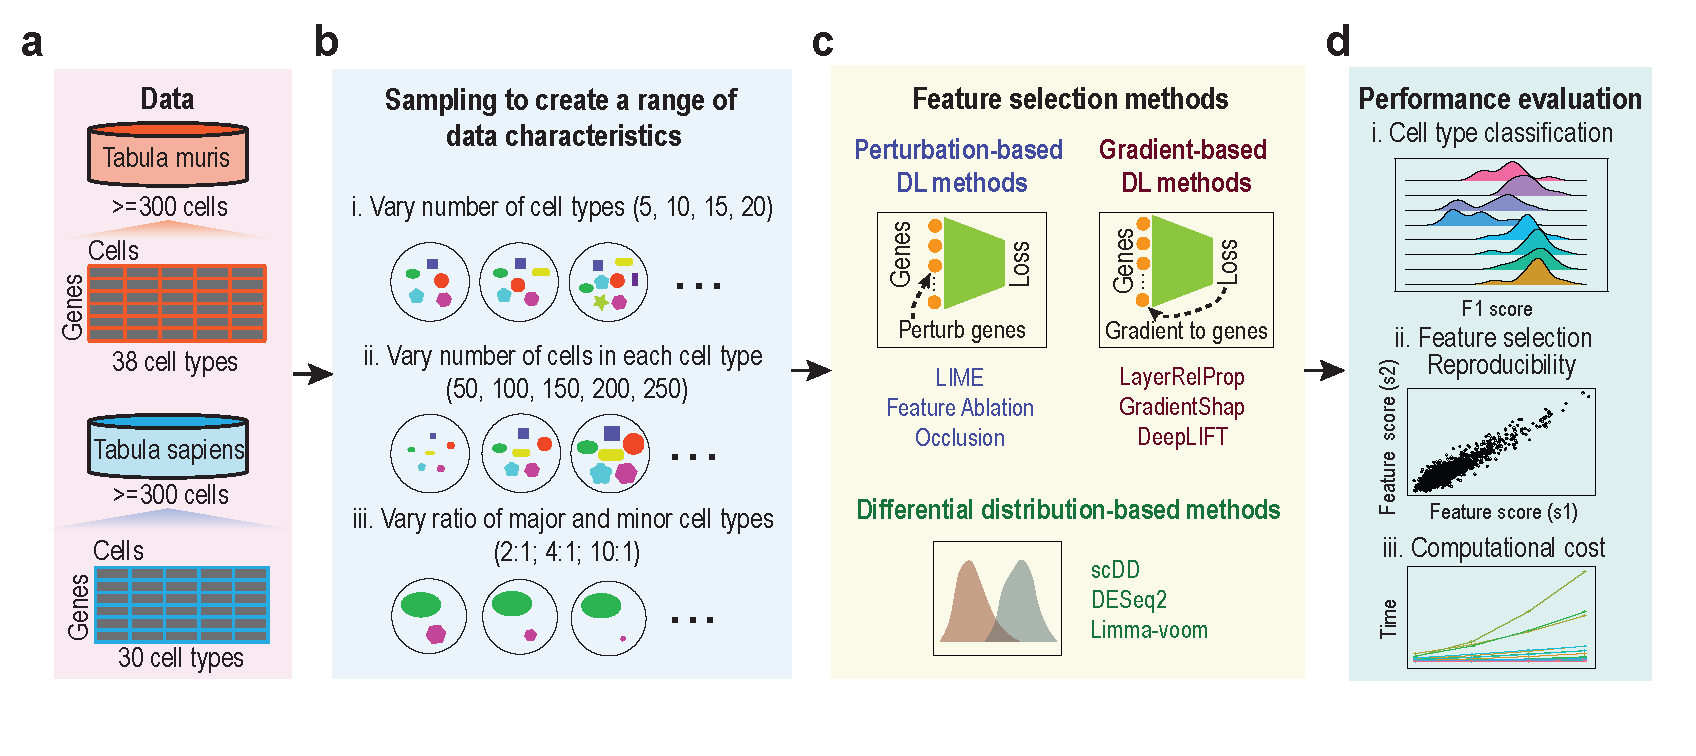 a
Data
Tabula muris
>=300 cells
Cells
Genes
38 cell types
Tabula sapiens
>=300 cells
Cells
Genes
30 cell types
b
Sampling to create a range of
data characteristics
i. Vary number of cell types (5, 10, 15, 20)
...
ii. Vary number of cells in each cell type
(50, 100, 150, 200, 250)
...
iii. Vary ratio of major and minor cell types
(2:1; 4:1; 10:1)
...
c
Feature selection methods
Perturbation-based
DL methods
Genes
Loss
Perturb genes
LIME
Feature Ablation
Occlusion
Gradient-based
DL methods
Genes
Loss
Gradient to genes
LayerRelProp
GradientShap
DeepLIFT
Differential distribution-based methods
scDD
DESeq2
Limma-voom
d
Performance evaluation
i. Cell type classification
F1 score
ii. Feature selection
Reproducibility
Feature score (s2)
Feature score (s1)
iii. Computational cost
Time